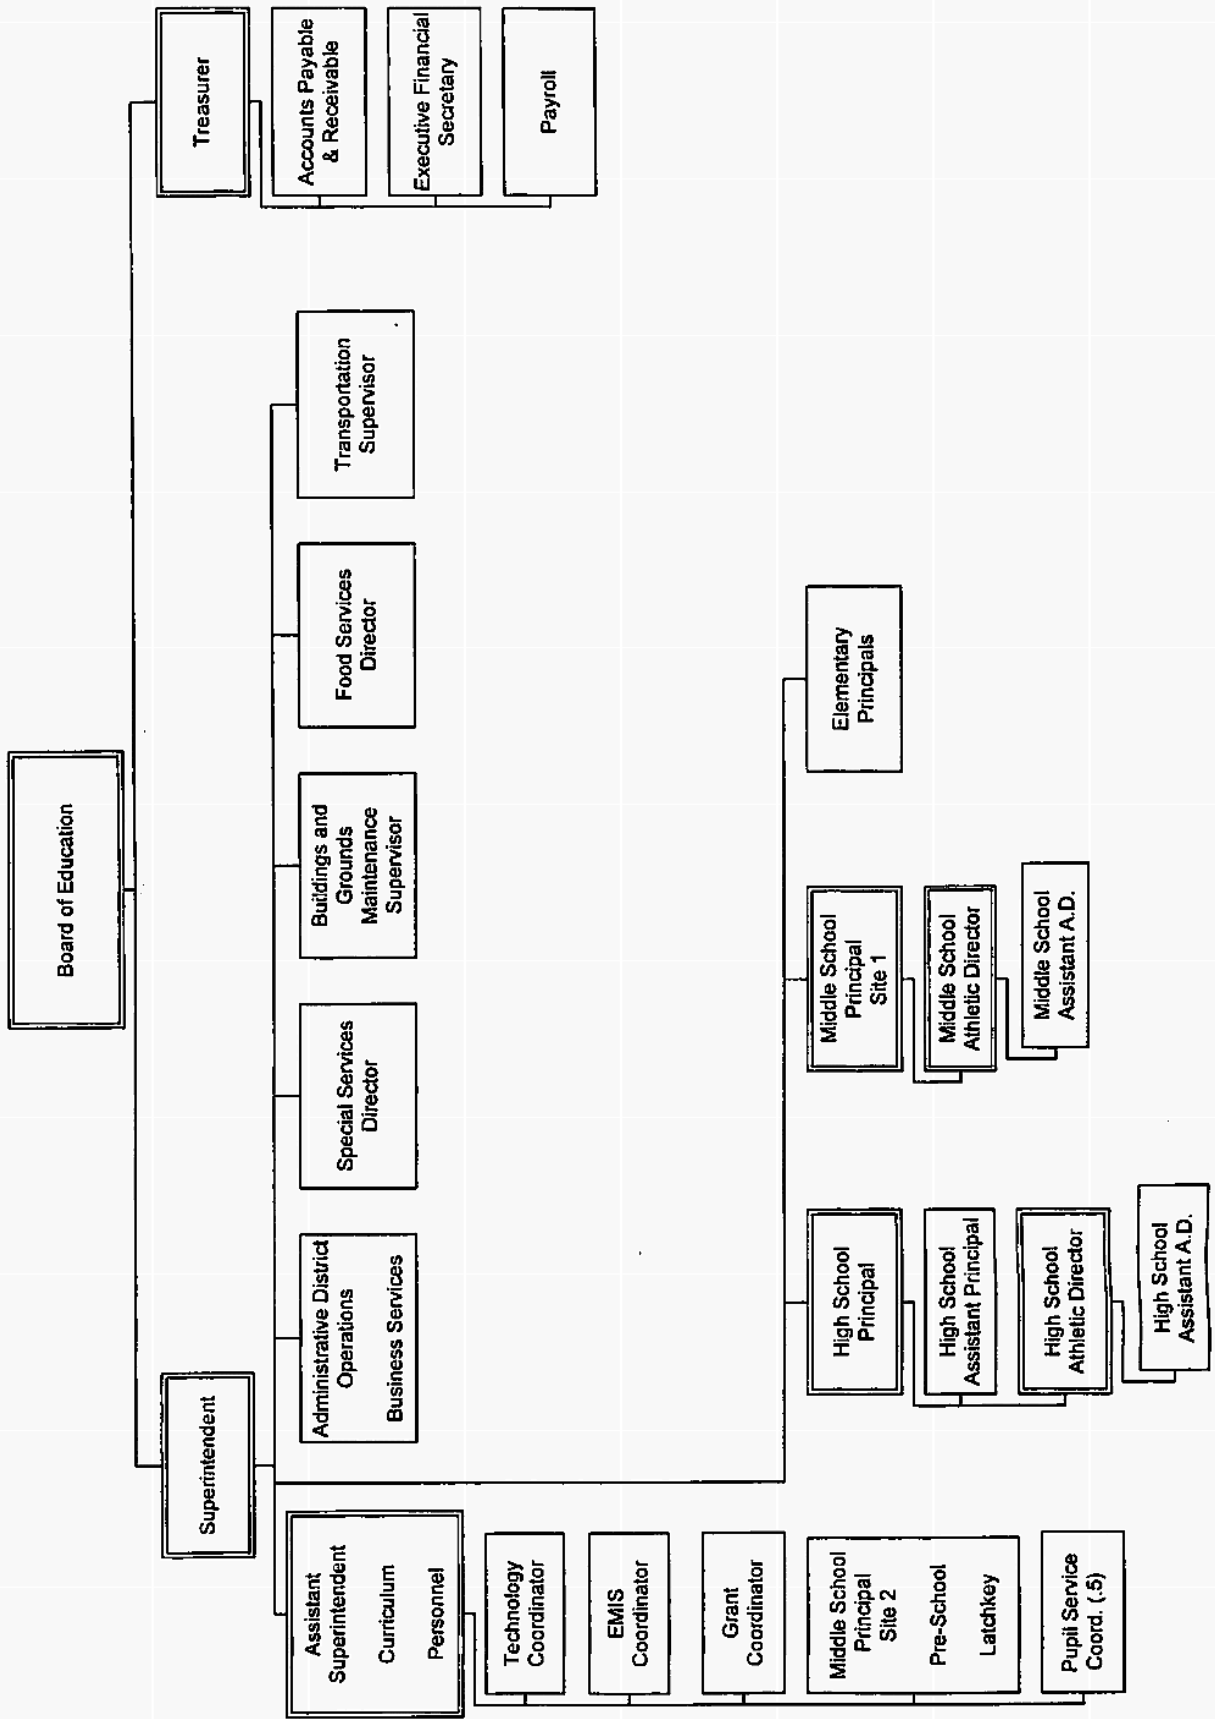 Board of Education
Superintendent
Treasurer
Assistant
Superintendent
Curriculum
Personnel
Administrative District
Operations
Business Services
Special Services
Director
Buildings and
Grounds
Maintenance
Supervisor
Food Services
Director
Transportation
Supervisor
Accounts Payable
& Receivable
Executive Financial
Secretary
Payroll
Technology
Coordinator
EMIS
Coordinator
Grant
Coordinator
Middle School
Principal
Site 2
Pre-School
Latchkey
Pupil Service
Coord. (.5)
High School
Principal
High School
Assistant Principal
High School
Athletic Director
High School
Assistant A.D.
Middle School
Principal
Site 1
Middle School
Athletic Director
Middle School
Assistant A.D.
Elementary
Principals